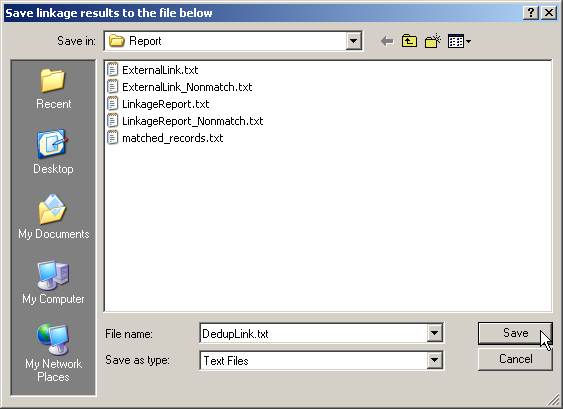 Save linkage results to the file below
Save in: Report
Recent
Desktop
My Documents
My Computer
My Network
Places
ExternalLink.txt
ExternalLink_Nonmatch.txt
LinkageReport.txt
LinkageReport_Nonmatch.txt
matched_records.txt
File name: DedupLink.txt Save
Save as type: Text Files Cancel